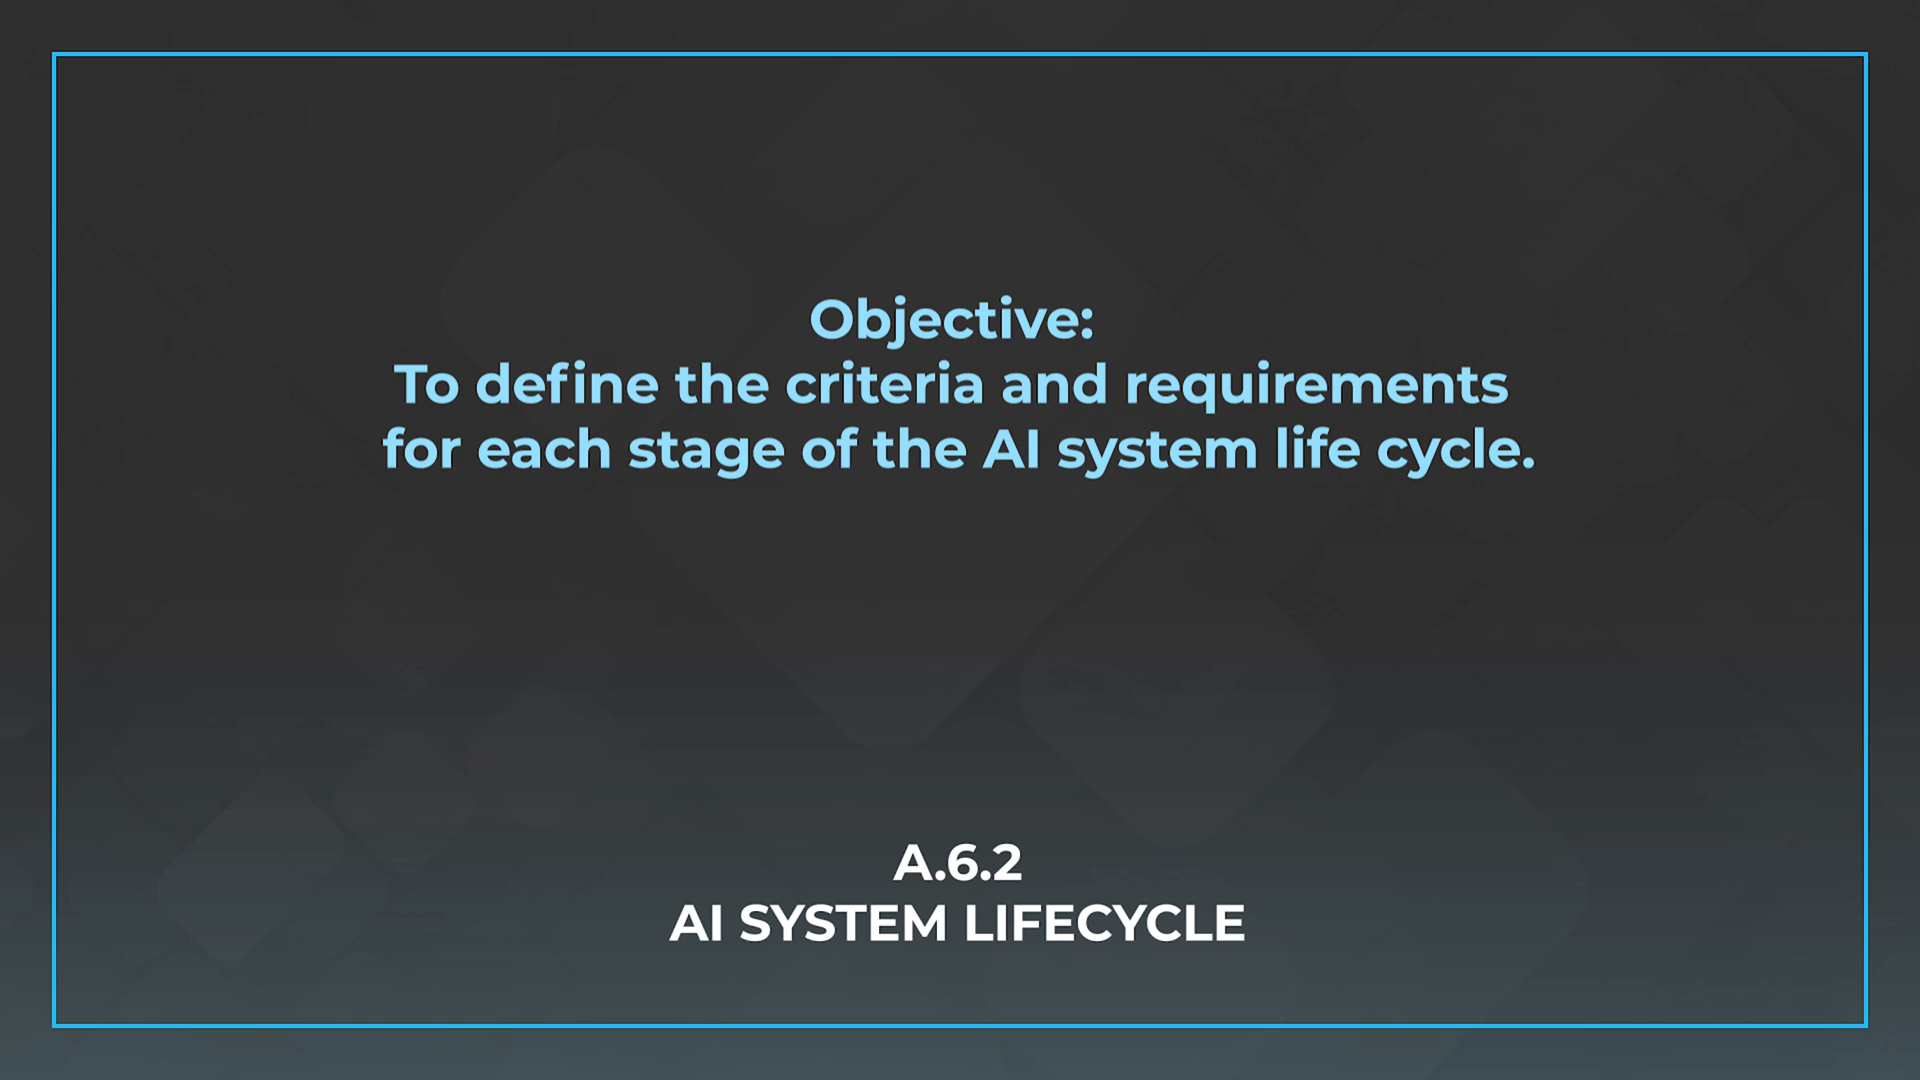 Objective:
To define the criteria and requirements
for each stage of the AI system life cycle.
A.6.2
AI SYSTEM LIFECYCLE